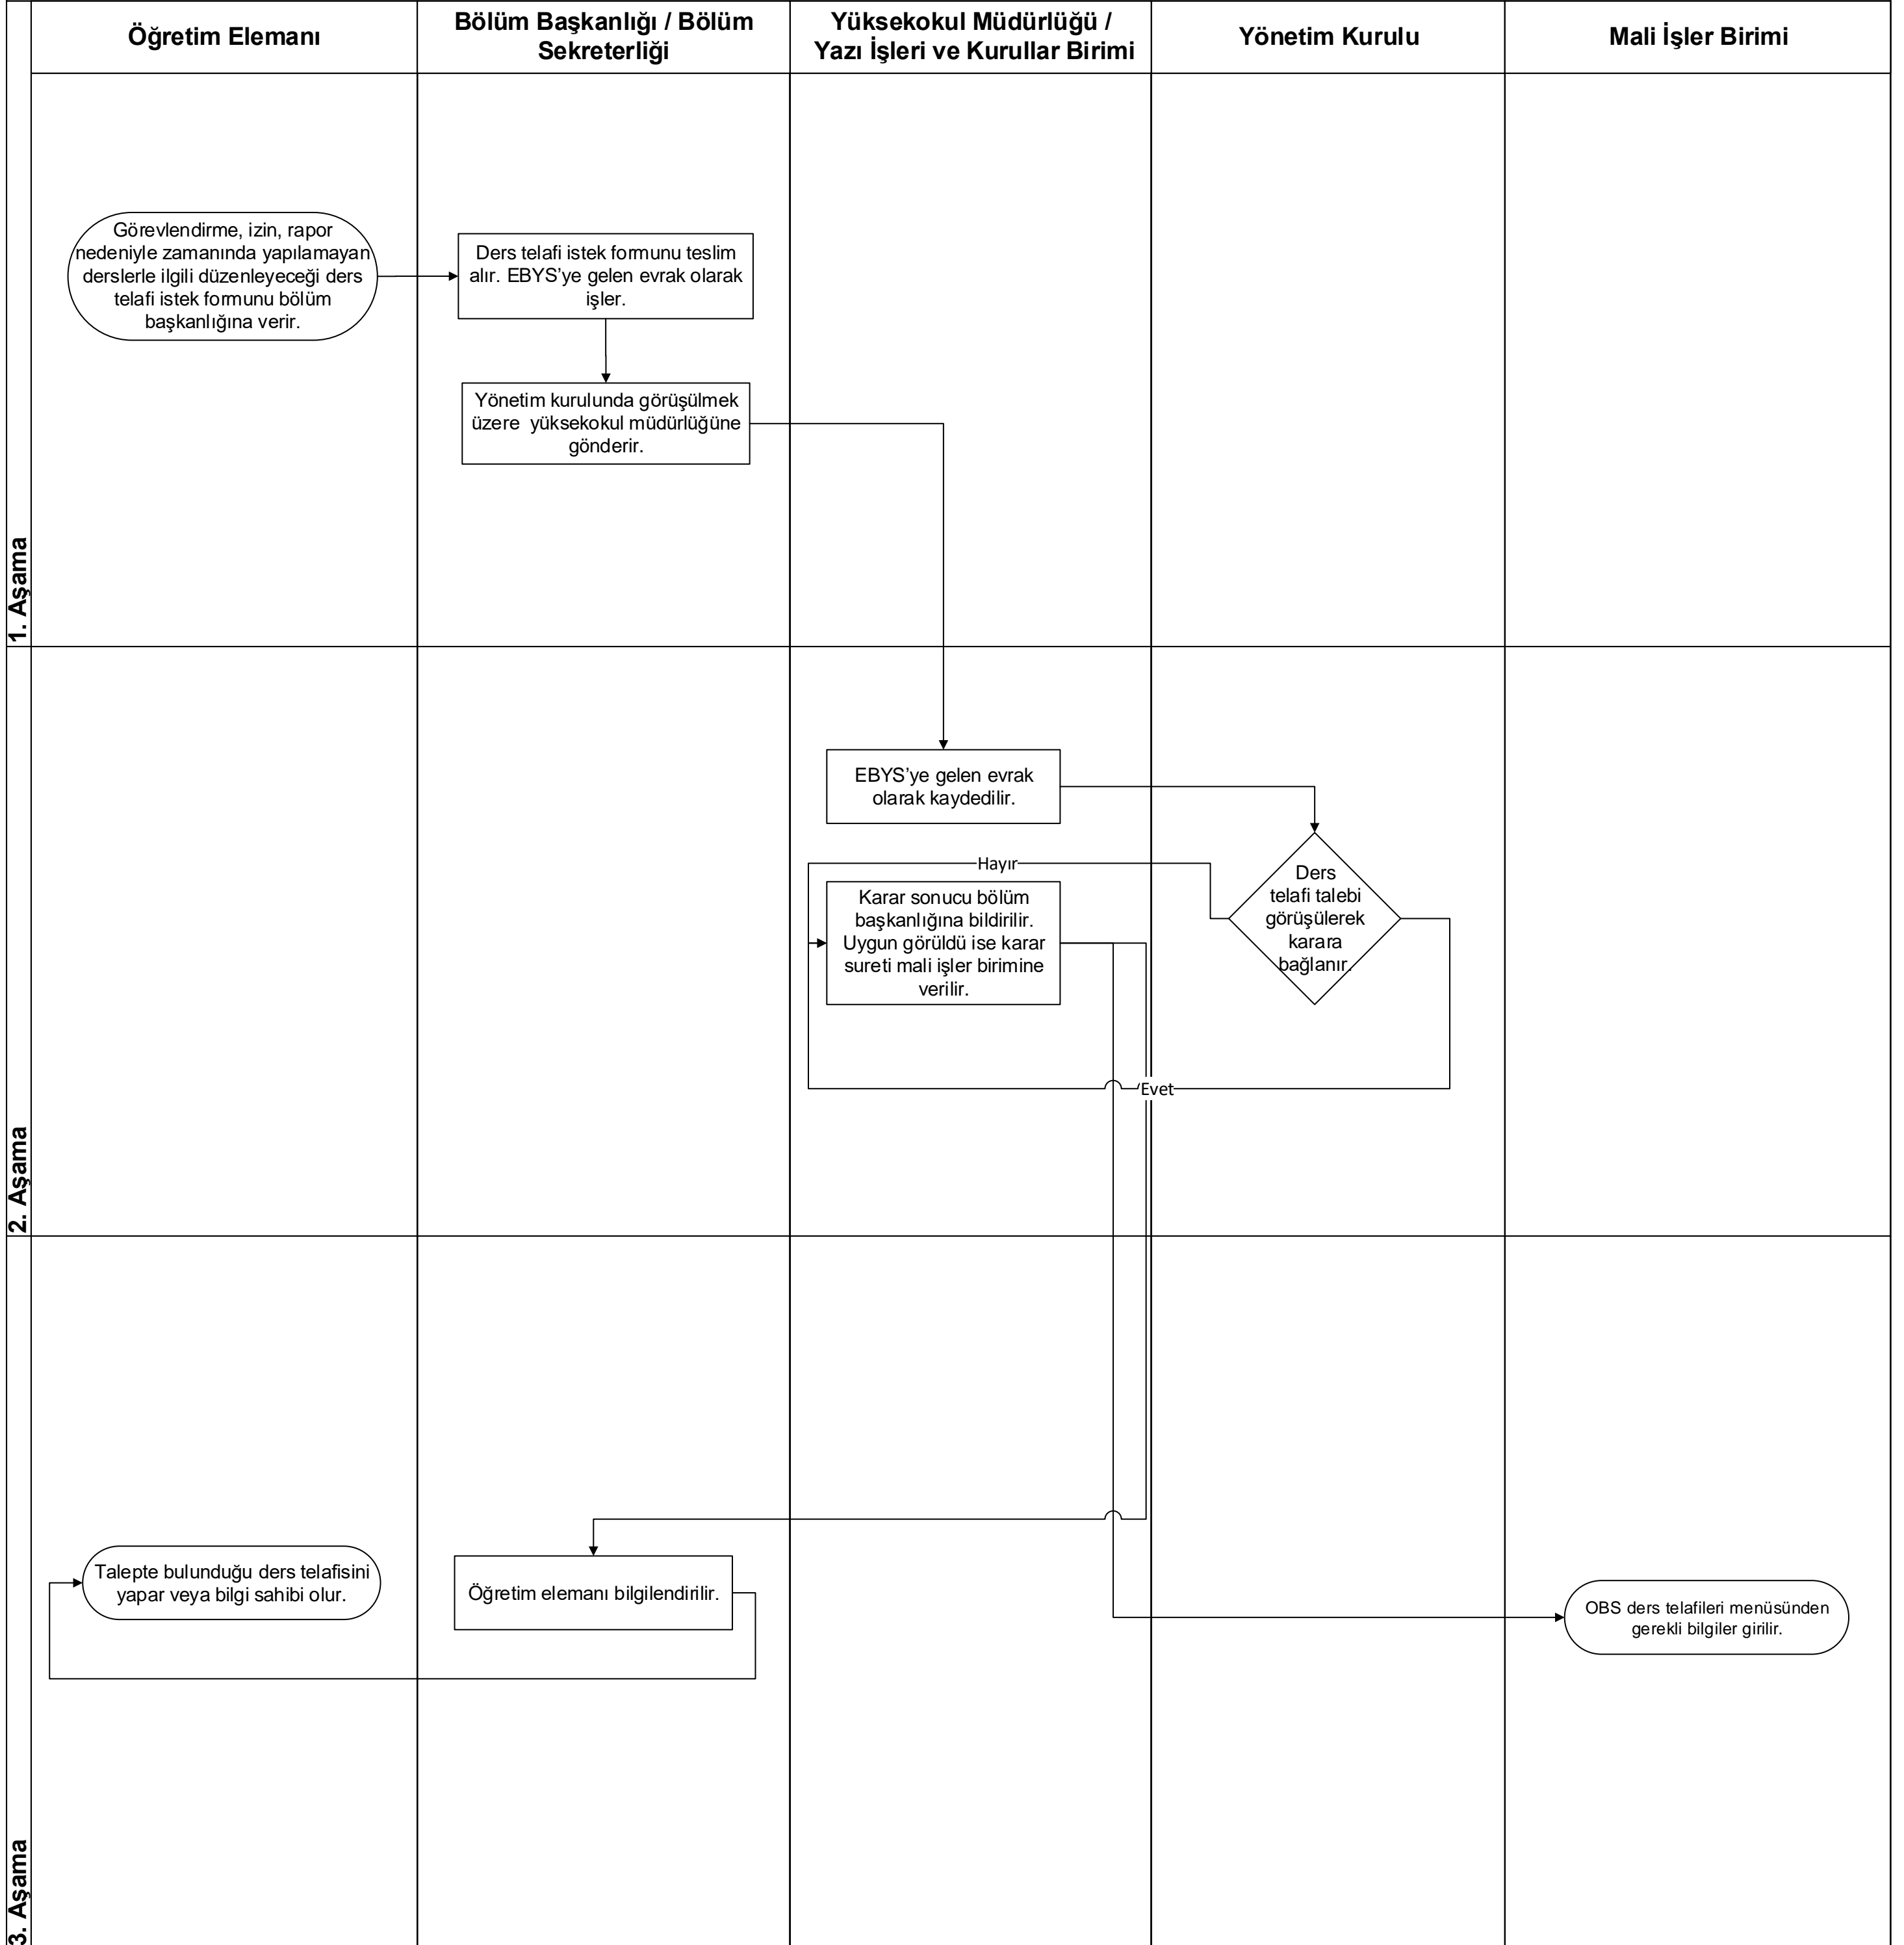 Öğretim Elemanı
Bölüm Başkanlığı / Bölüm
Sekreterliği
Yüksekokul Müdürlüğü /
Yazı İşleri ve Kurullar Birimi
Yönetim Kurulu
Mali İşler Birimi
1. Aşama
Görevlendirme, izin, rapor
nedeniyle zamanında yapılamayan
derslerle ilgili düzenleyeceği ders
telafi istek formunu bölüm
başkanlığına verir.
Ders telafi istek formunu teslim
alır. EBYS’ye gelen evrak olarak
işler.
Yönetim kurulunda görüşülmek
üzere yüksekokul müdürlüğüne
gönderir.
2. Aşama
EBYS’ye gelen evrak
olarak kaydedilir.
Hayır
Ders
telafi talebi
görüşülerek
karara
bağlanır.
Karar sonucu bölüm
başkanlığına bildirilir.
Uygun görüldü ise karar
sureti mali işler birimine
verilir.
Evet
3. Aşama
Talepte bulunduğu ders telafisini
yapar veya bilgi sahibi olur.
Öğretim elemanı bilgilendirilir.
OBS ders telafileri menüsünden
gerekli bilgiler girilir.